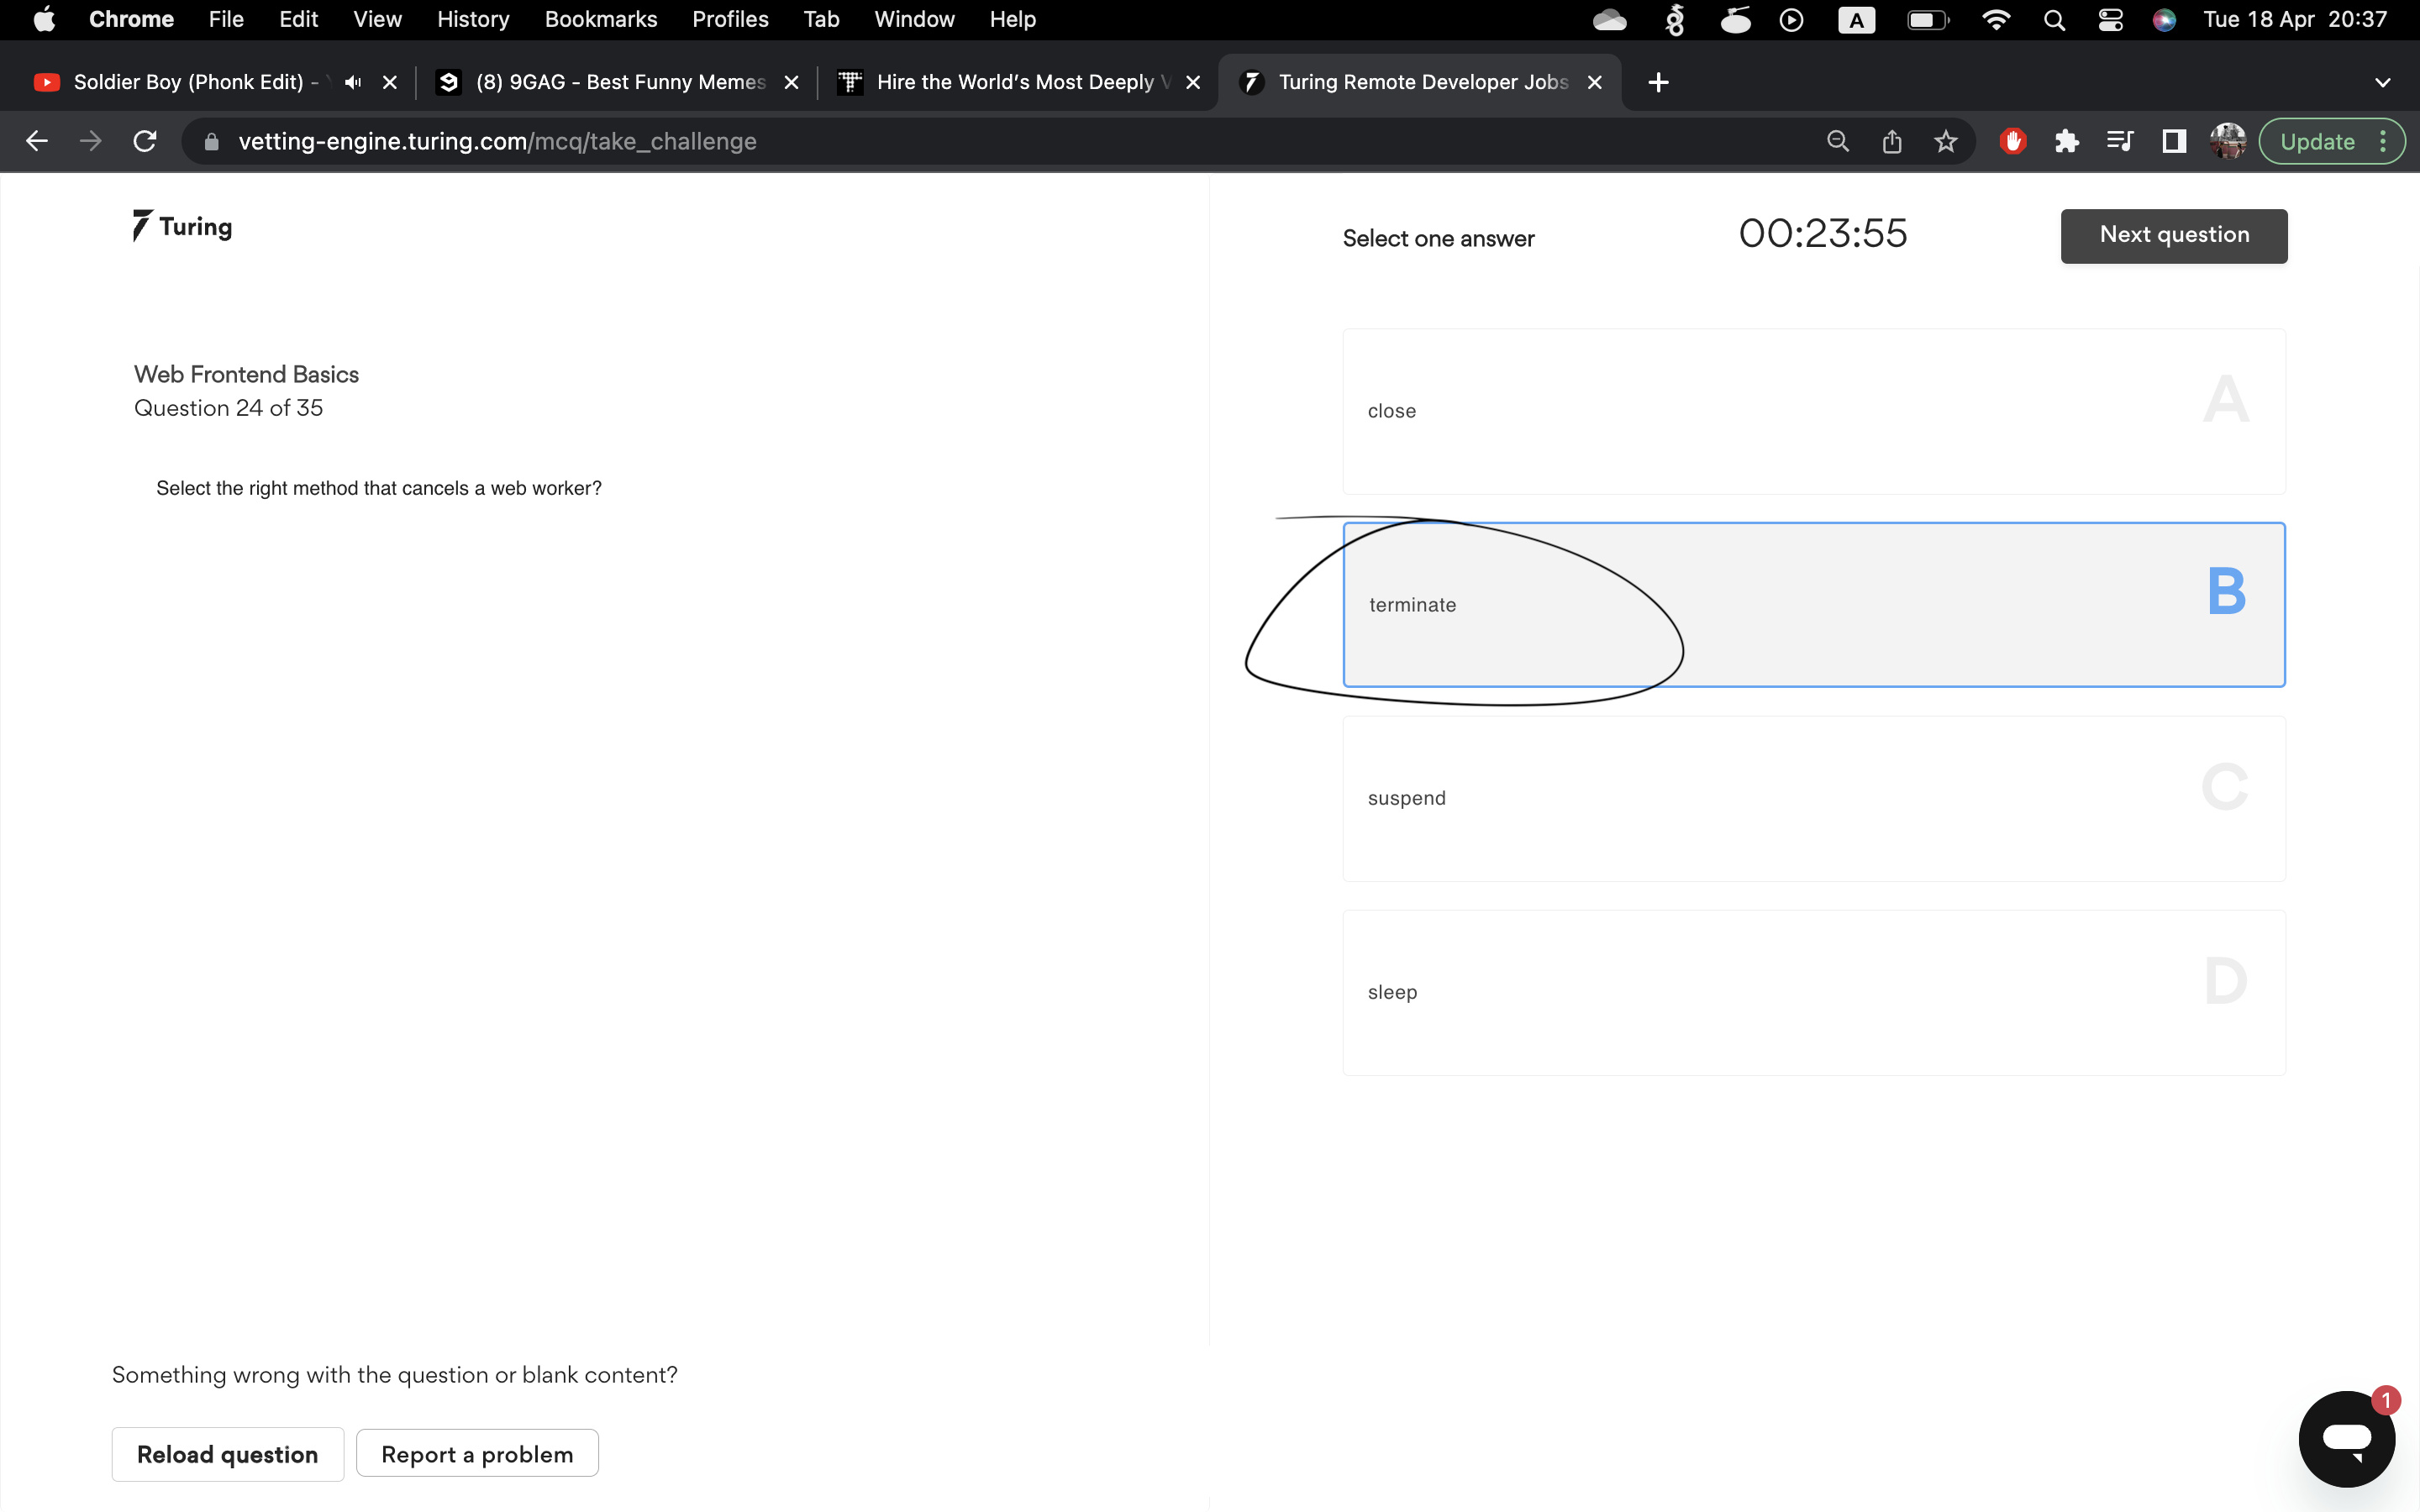 Chrome File Edit View History Bookmarks Profiles Tab Window Help A Tue 18 Apr 20:37
Soldier Boy (Phonk Edit) - (8) 9GAG - Best Funny Memes Hire the World's Most Deeply Turing Remote Developer Jobs
vetting-engine.turing.com/mcq/take_challenge Update
Turing
Select one answer 00:23:55 Next question
Web Frontend Basics
Question 24 of 35
Select the right method that cancels a web worker?
close A
terminate B
suspend C
sleep D
Something wrong with the question or blank content?
Reload question Report a problem
1